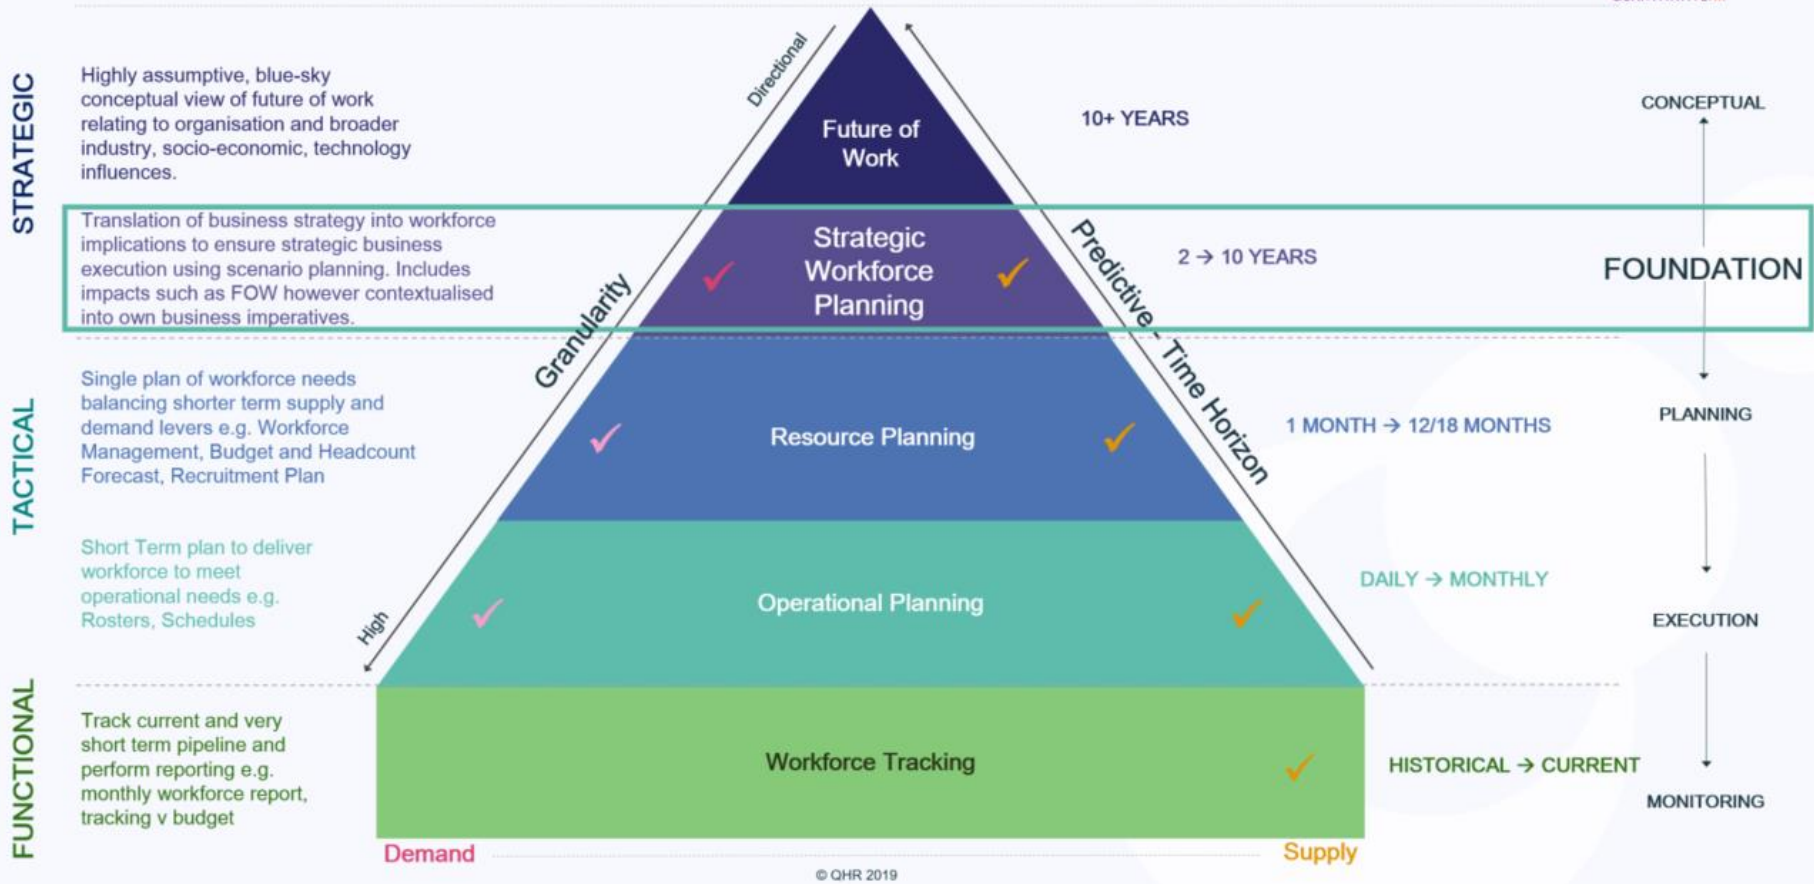 STRATEGIC
Highly assumptive, blue-sky
conceptual view of future of work
relating to organisation and broader
industry, socio-economic, technology
influences.
Directional
Future of
Work
10+ YEARS
CONCEPTUAL
Translation of business strategy into workforce
implications to ensure strategic business
execution using scenario planning. Includes
impacts such as FOW however contextualised
into own business imperatives.
Granularity
Strategic
Workforce
Planning
Predictive - Time Horizon
2 → 10 YEARS
FOUNDATION
TACTICAL
Single plan of workforce needs
balancing shorter term supply and
demand levers e.g. Workforce
Management, Budget and Headcount
Forecast, Recruitment Plan
Resource Planning
1 MONTH → 12/18 MONTHS
PLANNING
Short Term plan to deliver
workforce to meet
operational needs e.g.
Rosters, Schedules
High
Operational Planning
DAILY → MONTHLY
EXECUTION
FUNCTIONAL
Track current and very
short term pipeline and
perform reporting e.g.
monthly workforce report,
tracking v budget
Workforce Tracking
HISTORICAL → CURRENT
MONITORING
Demand
Supply
© QHR 2019